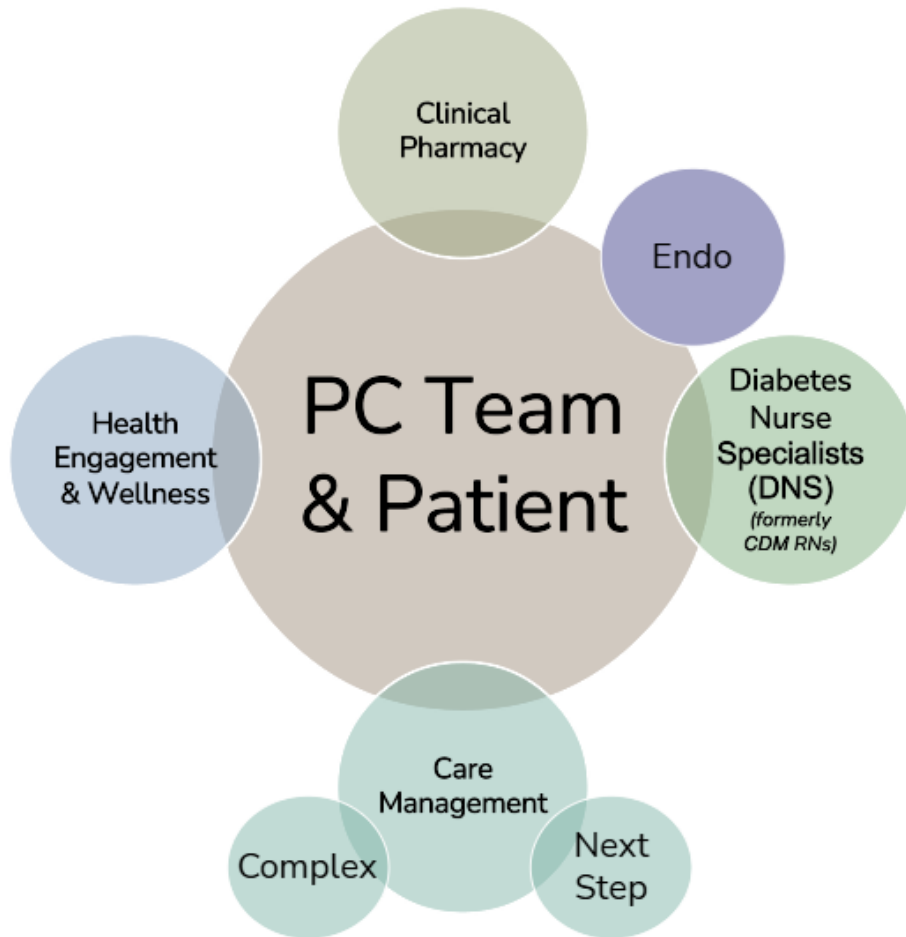 Clinical
Pharmacy
Endo
PC Team
& Patient
Health
Engagement
& Wellness
Diabetes
Nurse
Specialists
(DNS)
(formerly
CDM RNs)
Care
Management
Complex
Next
Step